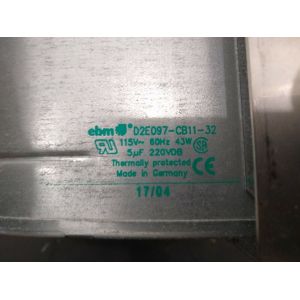 ebm D2E097-CB11-32
115V~ 60Hz 43W
5µF 220VDB
Thermally protected
Made in Germany
17/04